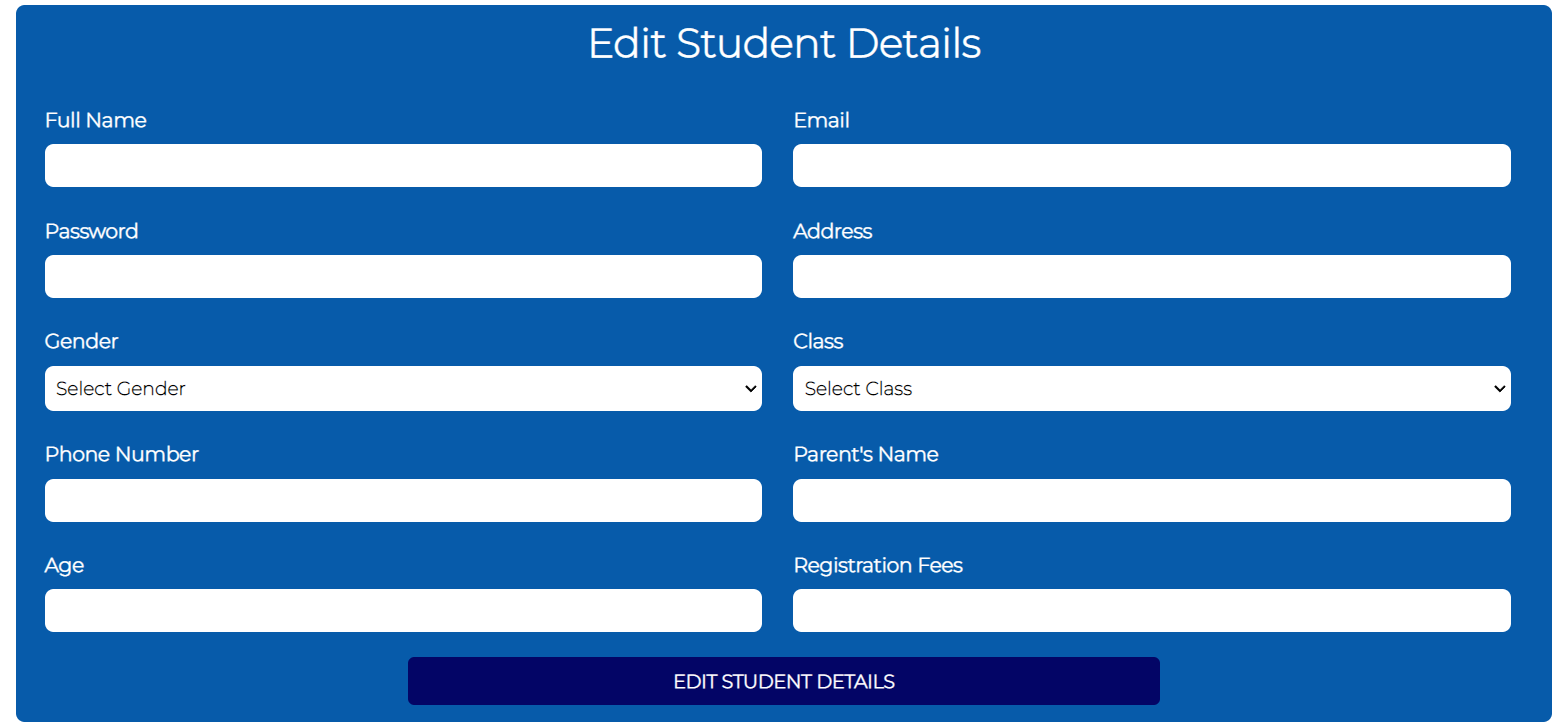 Edit Student Details
Full Name
Email
Password
Address
Gender
Class
Select Gender
Select Class
Phone Number
Parent's Name
Age
Registration Fees
EDIT STUDENT DETAILS